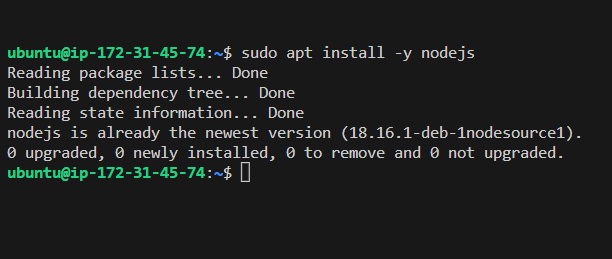 ubuntu@ip-172-31-45-74:~$ sudo apt install -y nodejs
Reading package lists... Done
Building dependency tree... Done
Reading state information... Done
nodejs is already the newest version (18.16.1-deb-1nodesource1).
0 upgraded, 0 newly installed, 0 to remove and 0 not upgraded.
ubuntu@ip-172-31-45-74:~$